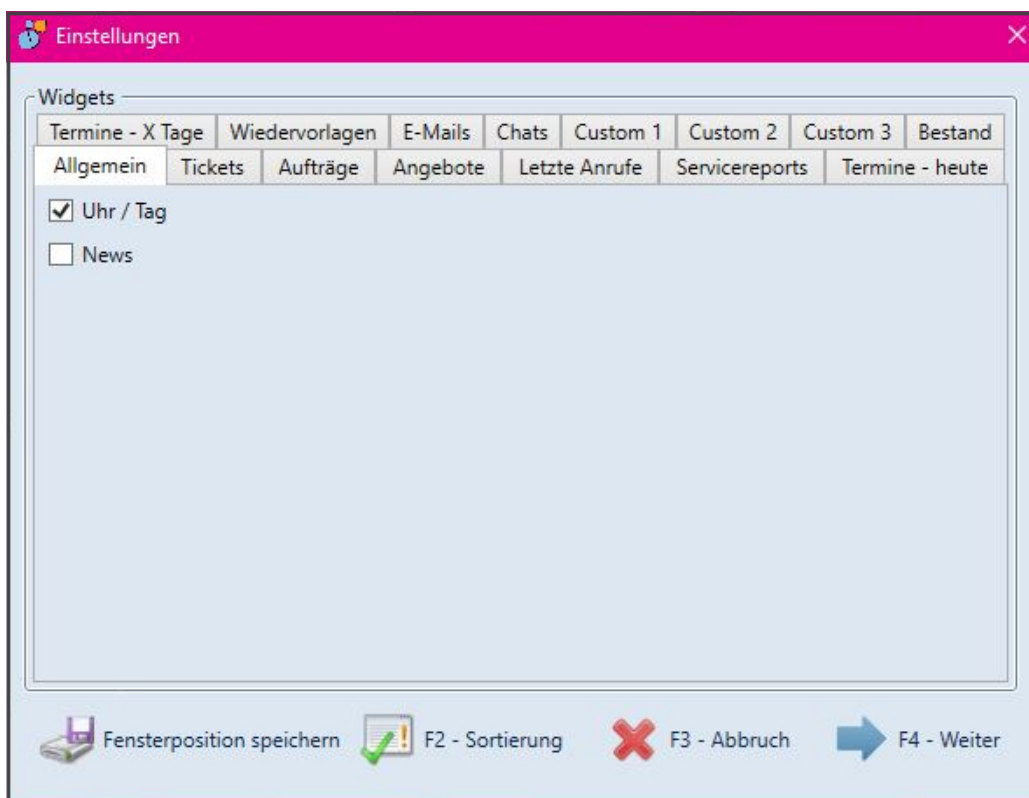 Einstellungen
Widgets
Termine - X Tage Wiedervorlagen E-Mails Chats Custom 1 Custom 2 Custom 3 Bestand
Allgemein Tickets Aufträge Angebote Letzte Anrufe Servicereports Termine - heute
Uhr / Tag
News
Fensterposition speichern F2 - Sortierung F3 - Abbruch F4 - Weiter